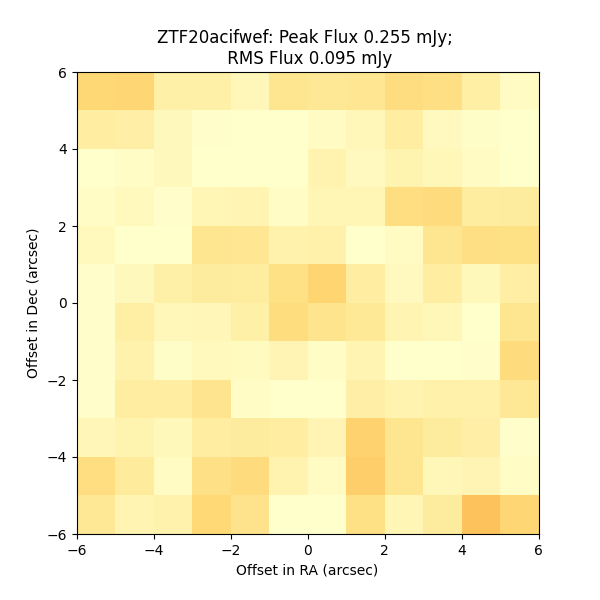 ZTF20acifwef: Peak Flux 0.255 mJy;
RMS Flux 0.095 mJy
6
4
2
0
−2
−4
−6
Offset in Dec (arcsec)
−6 −4 −2 0 2 4 6
Offset in RA (arcsec)